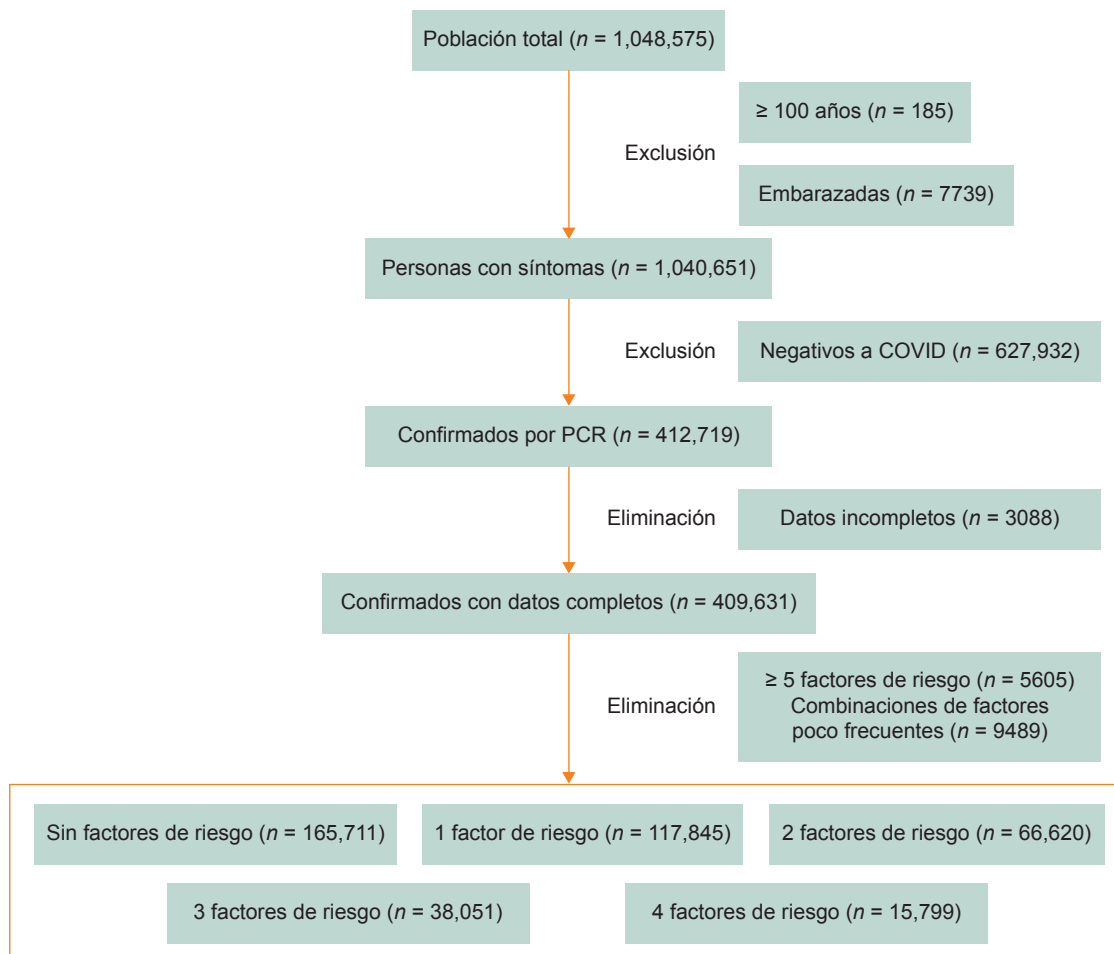 Población total (n = 1,048,575)
≥ 100 años (n = 185)
Exclusión
Embarazadas (n = 7739)
Personas con síntomas (n = 1,040,651)
Exclusión
Negativos a COVID (n = 627,932)
Confirmados por PCR (n = 412,719)
Eliminación
Datos incompletos (n = 3088)
Confirmados con datos completos (n = 409,631)
Eliminación
≥ 5 factores de riesgo (n = 5605)
Combinaciones de factores
poco frecuentes (n = 9489)
Sin factores de riesgo (n = 165,711)
1 factor de riesgo (n = 117,845)
2 factores de riesgo (n = 66,620)
3 factores de riesgo (n = 38,051)
4 factores de riesgo (n = 15,799)